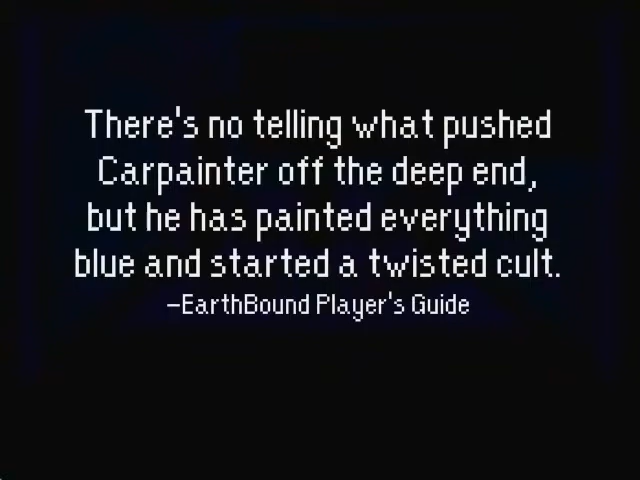 There's no telling what pushed
Carpainter off the deep end,
but he has painted everything
blue and started a twisted cult.
–EarthBound Player's Guide